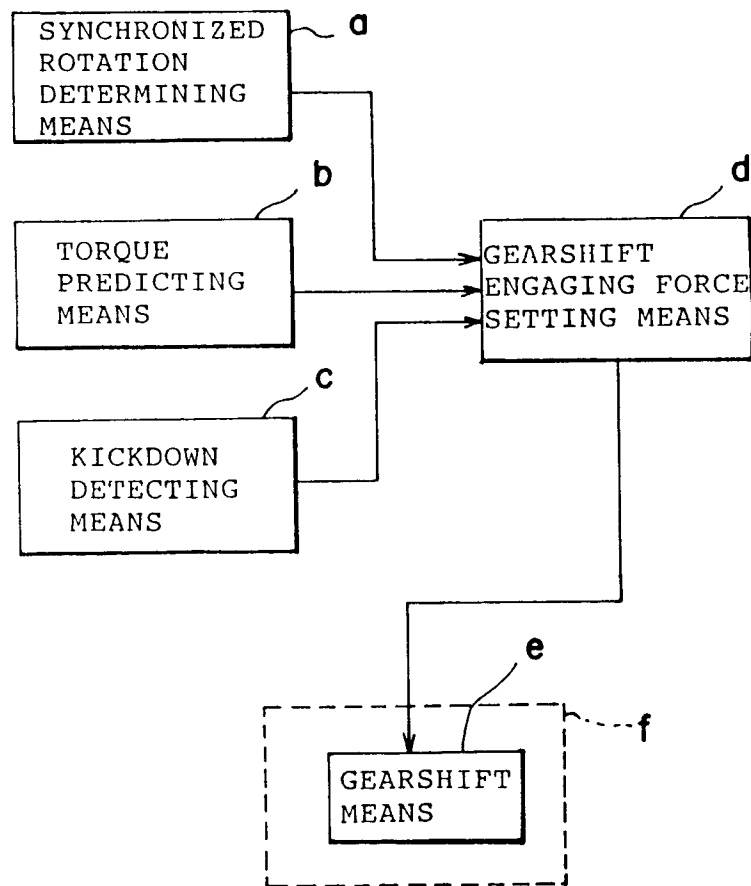 a
SYNCHRONIZED
ROTATION
DETERMINING
MEANS
b
TORQUE
PREDICTING
MEANS
c
KICKDOWN
DETECTING
MEANS
d
GEARSHIFT
ENGAGING FORCE
SETTING MEANS
e
f
GEARSHIFT
MEANS